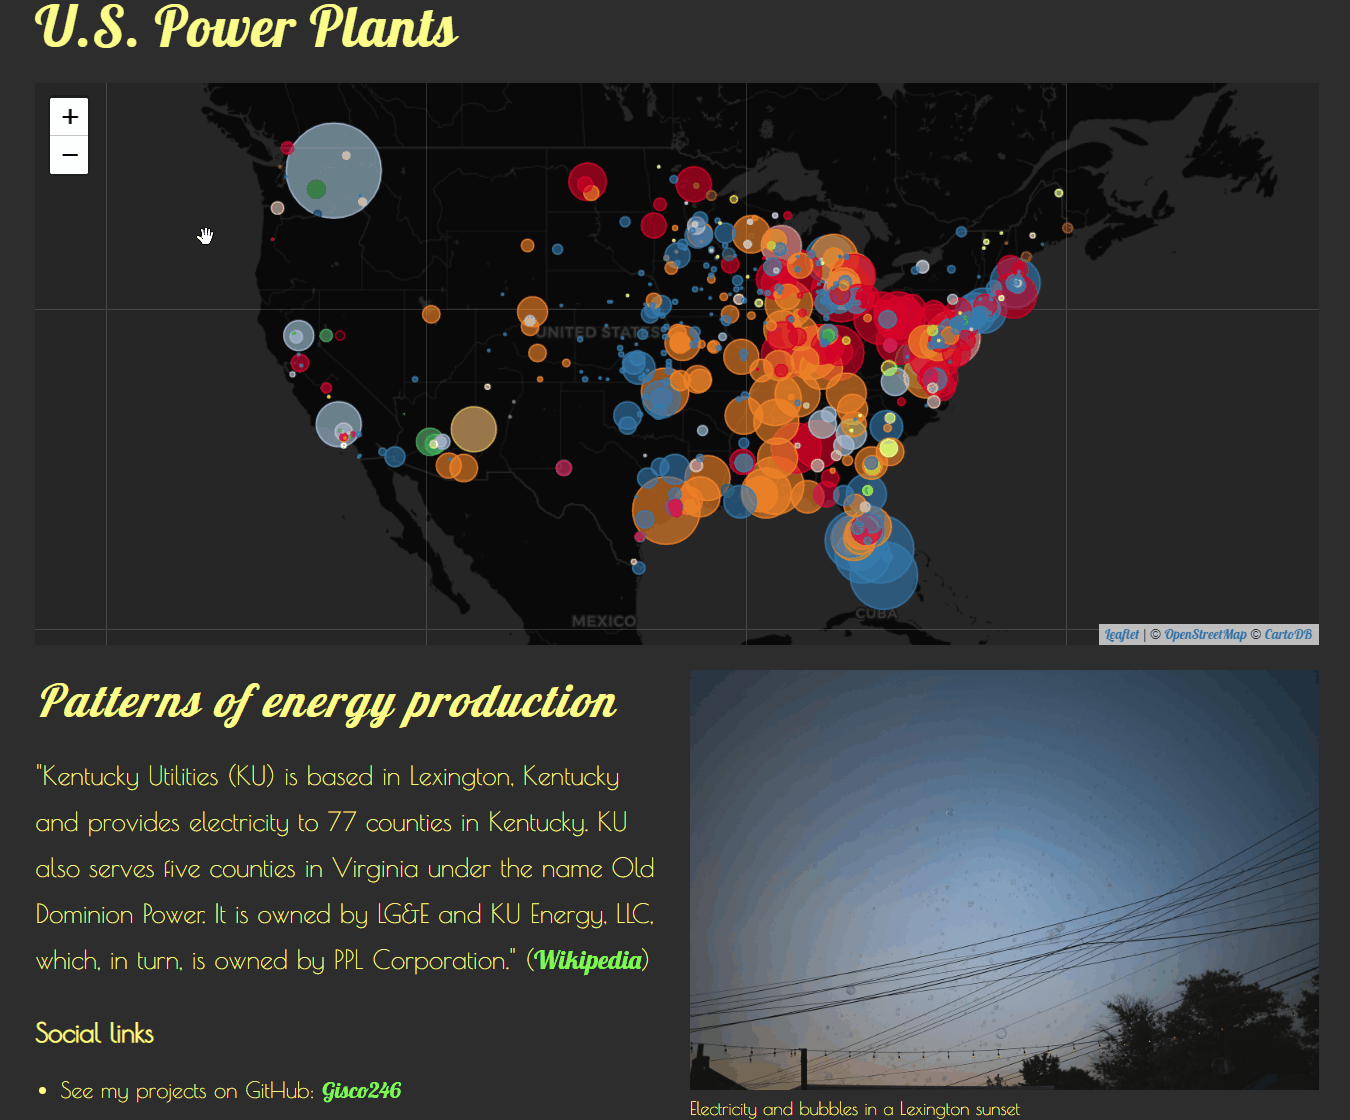 U.S. Power Plants
+
−
UNITED STATES
MEXICO
CUBA
Leaflet | © OpenStreetMap © CartoDB
Patterns of energy production
"Kentucky Utilities (KU) is based in Lexington, Kentucky
and provides electricity to 77 counties in Kentucky. KU
also serves five counties in Virginia under the name Old
Dominion Power. It is owned by LG&E and KU Energy, LLC,
which, in turn, is owned by PPL Corporation." (Wikipedia)
Social links
• See my projects on GitHub: Gisco246
Electricity and bubbles in a Lexington sunset